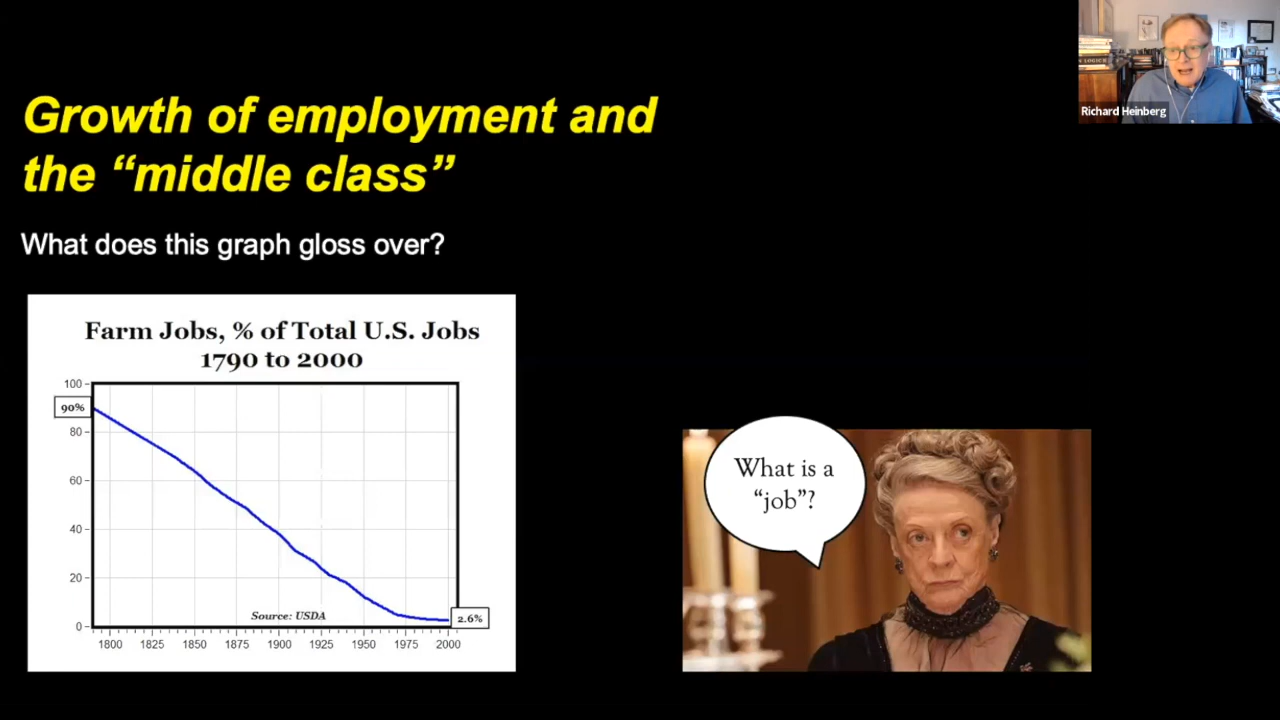 Growth of employment and
the “middle class”
What does this graph gloss over?
Farm Jobs, % of Total U.S. Jobs
1790 to 2000
100
90%
80
60
40
20
0
Source: USDA
2.6%
1800 1825 1850 1875 1900 1925 1950 1975 2000
What is a
“job”?
Richard Heinberg